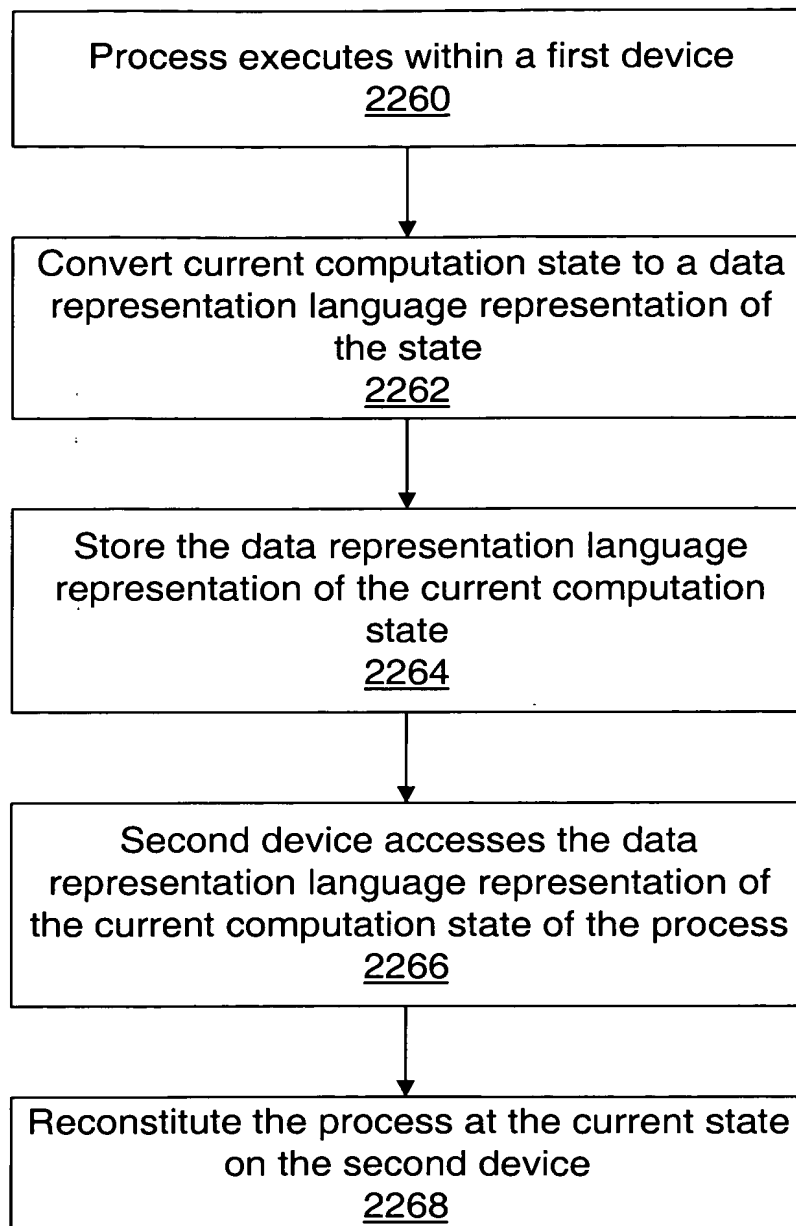 Process executes within a first device
2260
Convert current computation state to a data
representation language representation of
the state
2262
Store the data representation language
representation of the current computation
state
2264
Second device accesses the data
representation language representation of
the current computation state of the process
2266
Reconstitute the process at the current state
on the second device
2268